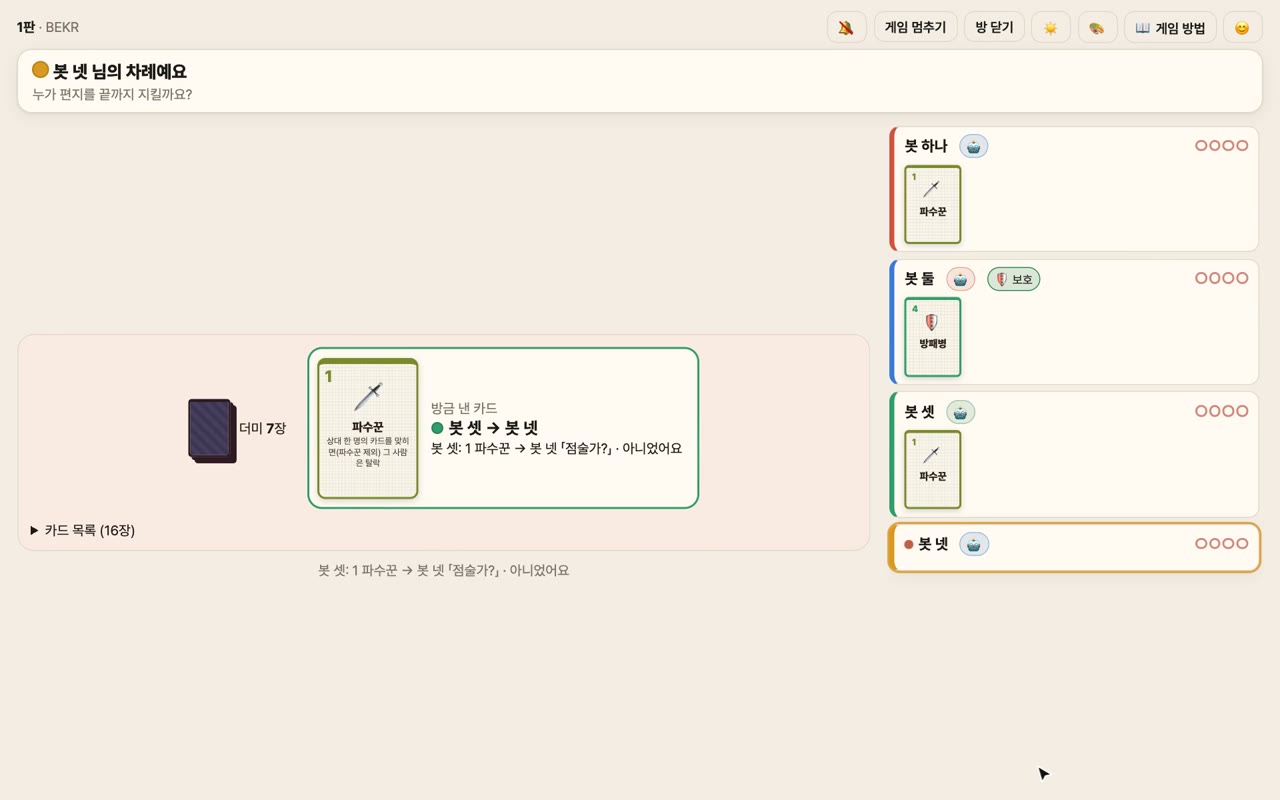 1판 · BEKR
게임 멈추기
방 닫기
게임 방법
봇 넷 님의 차례예요
누가 편지를 끝까지 지킬까요?
더미 7장
1
파수꾼
상대 한 명의 카드를 맞히
면(파수꾼 제외) 그 사람
은 탈락
방금 낸 카드
봇 셋 → 봇 넷
봇 셋: 1 파수꾼 → 봇 넷 「점술가?」 · 아니었어요
▶ 카드 목록 (16장)
봇 셋: 1 파수꾼 → 봇 넷 「점술가?」 · 아니었어요
봇 하나
1
파수꾼
봇 둘
보호
4
방패병
봇 셋
1
파수꾼
봇 넷